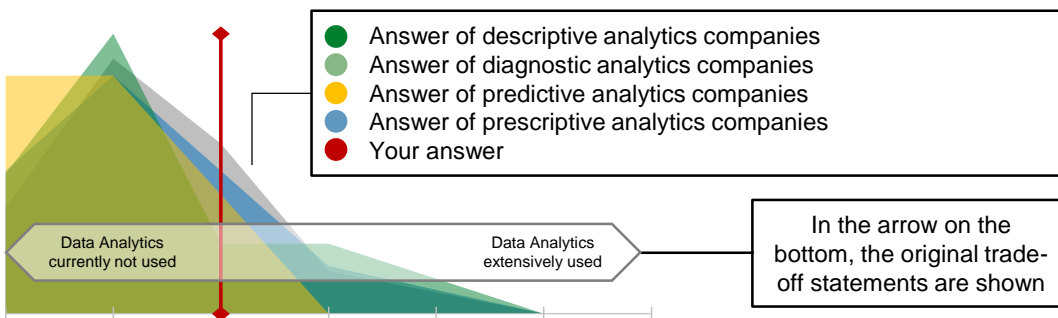 Answer of descriptive analytics companies
Answer of diagnostic analytics companies
Answer of predictive analytics companies
Answer of prescriptive analytics companies
Your answer
Data Analytics
currently not used
Data Analytics
extensively used
In the arrow on the
bottom, the original trade-
off statements are shown